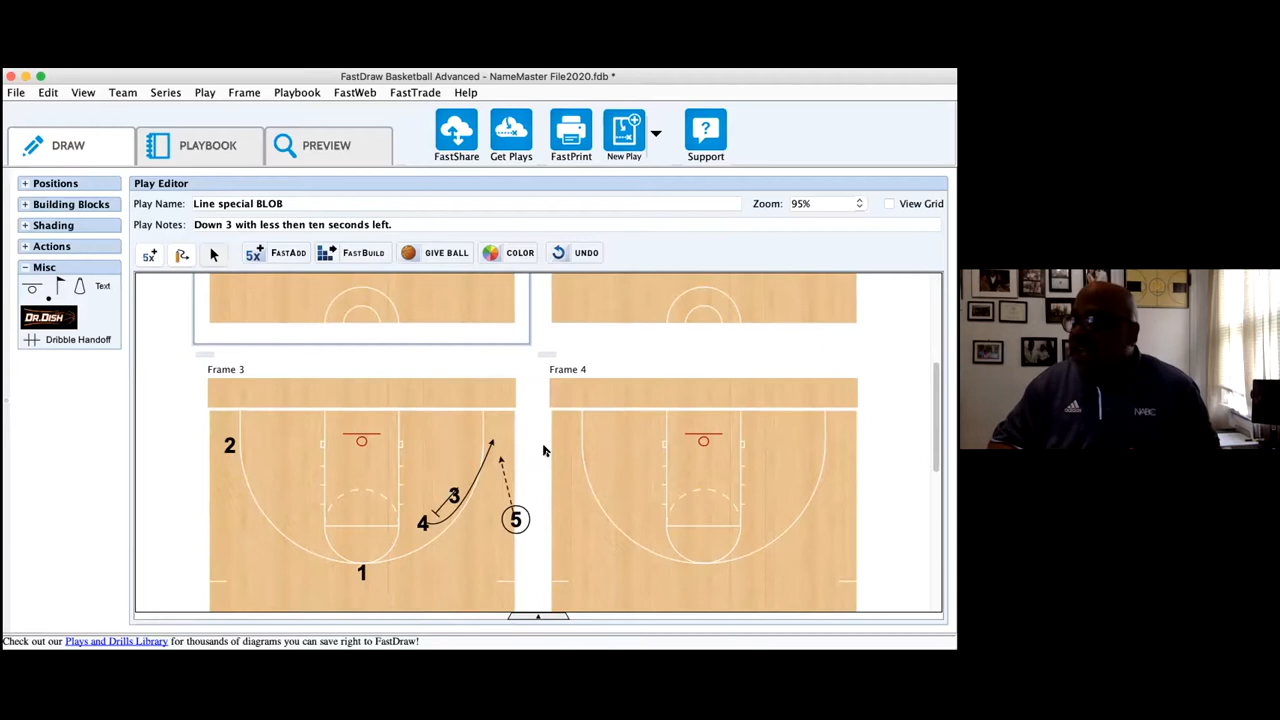 FastDraw Basketball Advanced - NameMaster File2020.fdb *
File Edit View Team Series Play Frame Playbook FastWeb FastTrade Help
DRAW PLAYBOOK PREVIEW
FastShare Get Plays FastPrint New Play Support
Positions
Building Blocks
Shading
Actions
Misc
Text
DR.DISH
Dribble Handoff
Play Editor
Play Name: Line special BLOB Zoom: 95% View Grid
Play Notes: Down 3 with less then ten seconds left.
5x 5x FASTADD FASTBUILD GIVE BALL COLOR UNDO
Frame 3 Frame 4
2
3
4 5
1
NABC
adidas
Check out our Plays and Drills Library for thousands of diagrams you can save right to FastDraw!